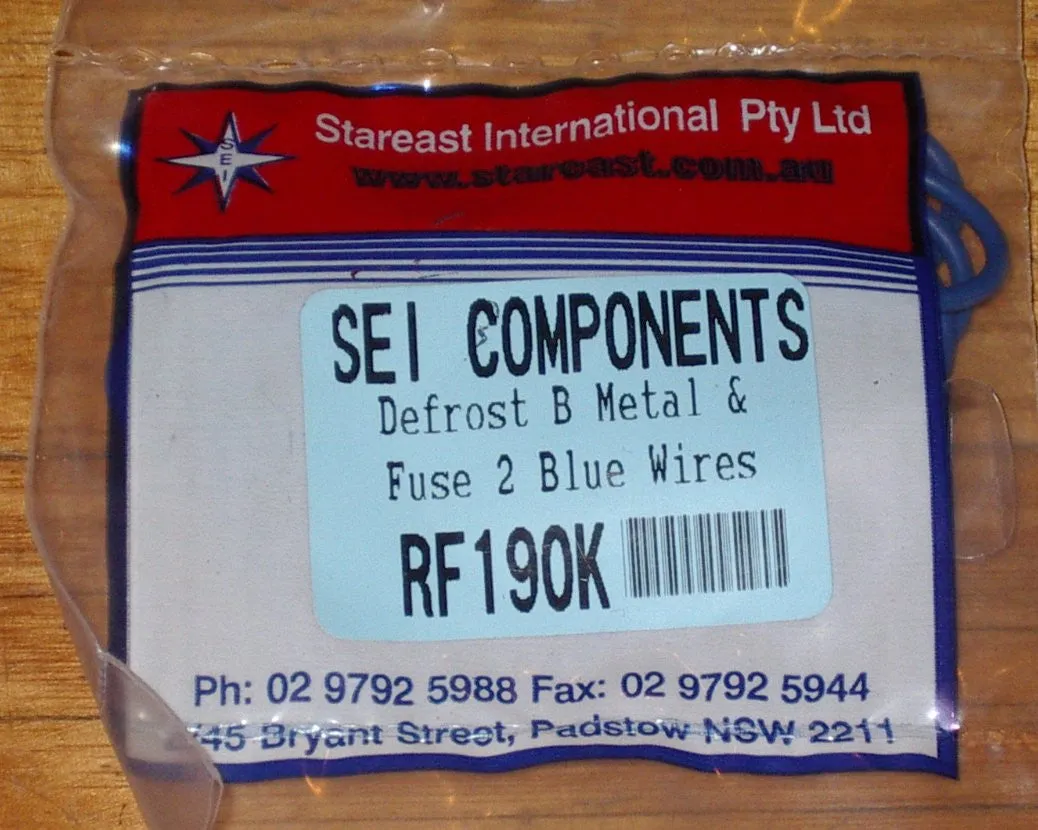 SEI
Stareast International Pty Ltd
www.stareast.com.au
SEI COMPONENTS
Defrost B Metal &
Fuse 2 Blue Wires
RF190K
Ph: 02 9792 5988 Fax: 02 9792 5944
Bryant Street, Padstow NSW 2211